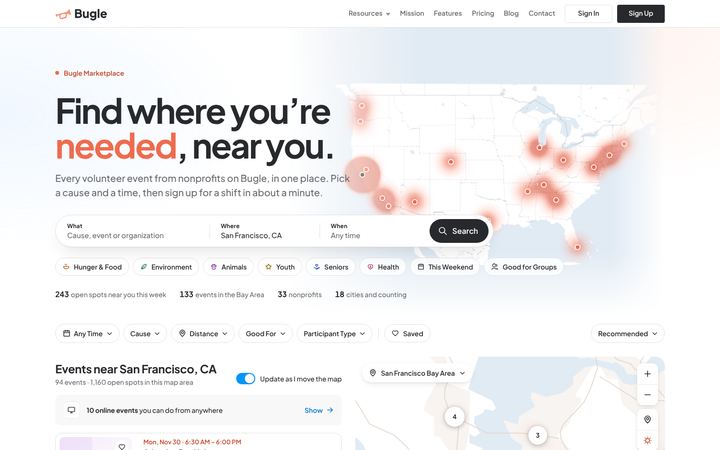 Bugle
Resources Mission Features Pricing Blog Contact Sign In Sign Up
Bugle Marketplace
Find where you're
needed, near you.
Every volunteer event from nonprofits on Bugle, in one place. Pick
a cause and a time, then sign up for a shift in about a minute.
What Where When
Cause, event or organization San Francisco, CA Any time Search
Hunger & Food Environment Animals Youth Seniors Health This Weekend Good for Groups
243 open spots near you this week 133 events in the Bay Area 33 nonprofits 18 cities and counting
Any Time Cause Distance Good For Participant Type Saved Recommended
Events near San Francisco, CA
94 events · 1,160 open spots in this map area
Update as I move the map
San Francisco Bay Area
10 online events you can do from anywhere Show →
4
3
Mon, Nov 30 · 6:30 AM – 6:00 PM